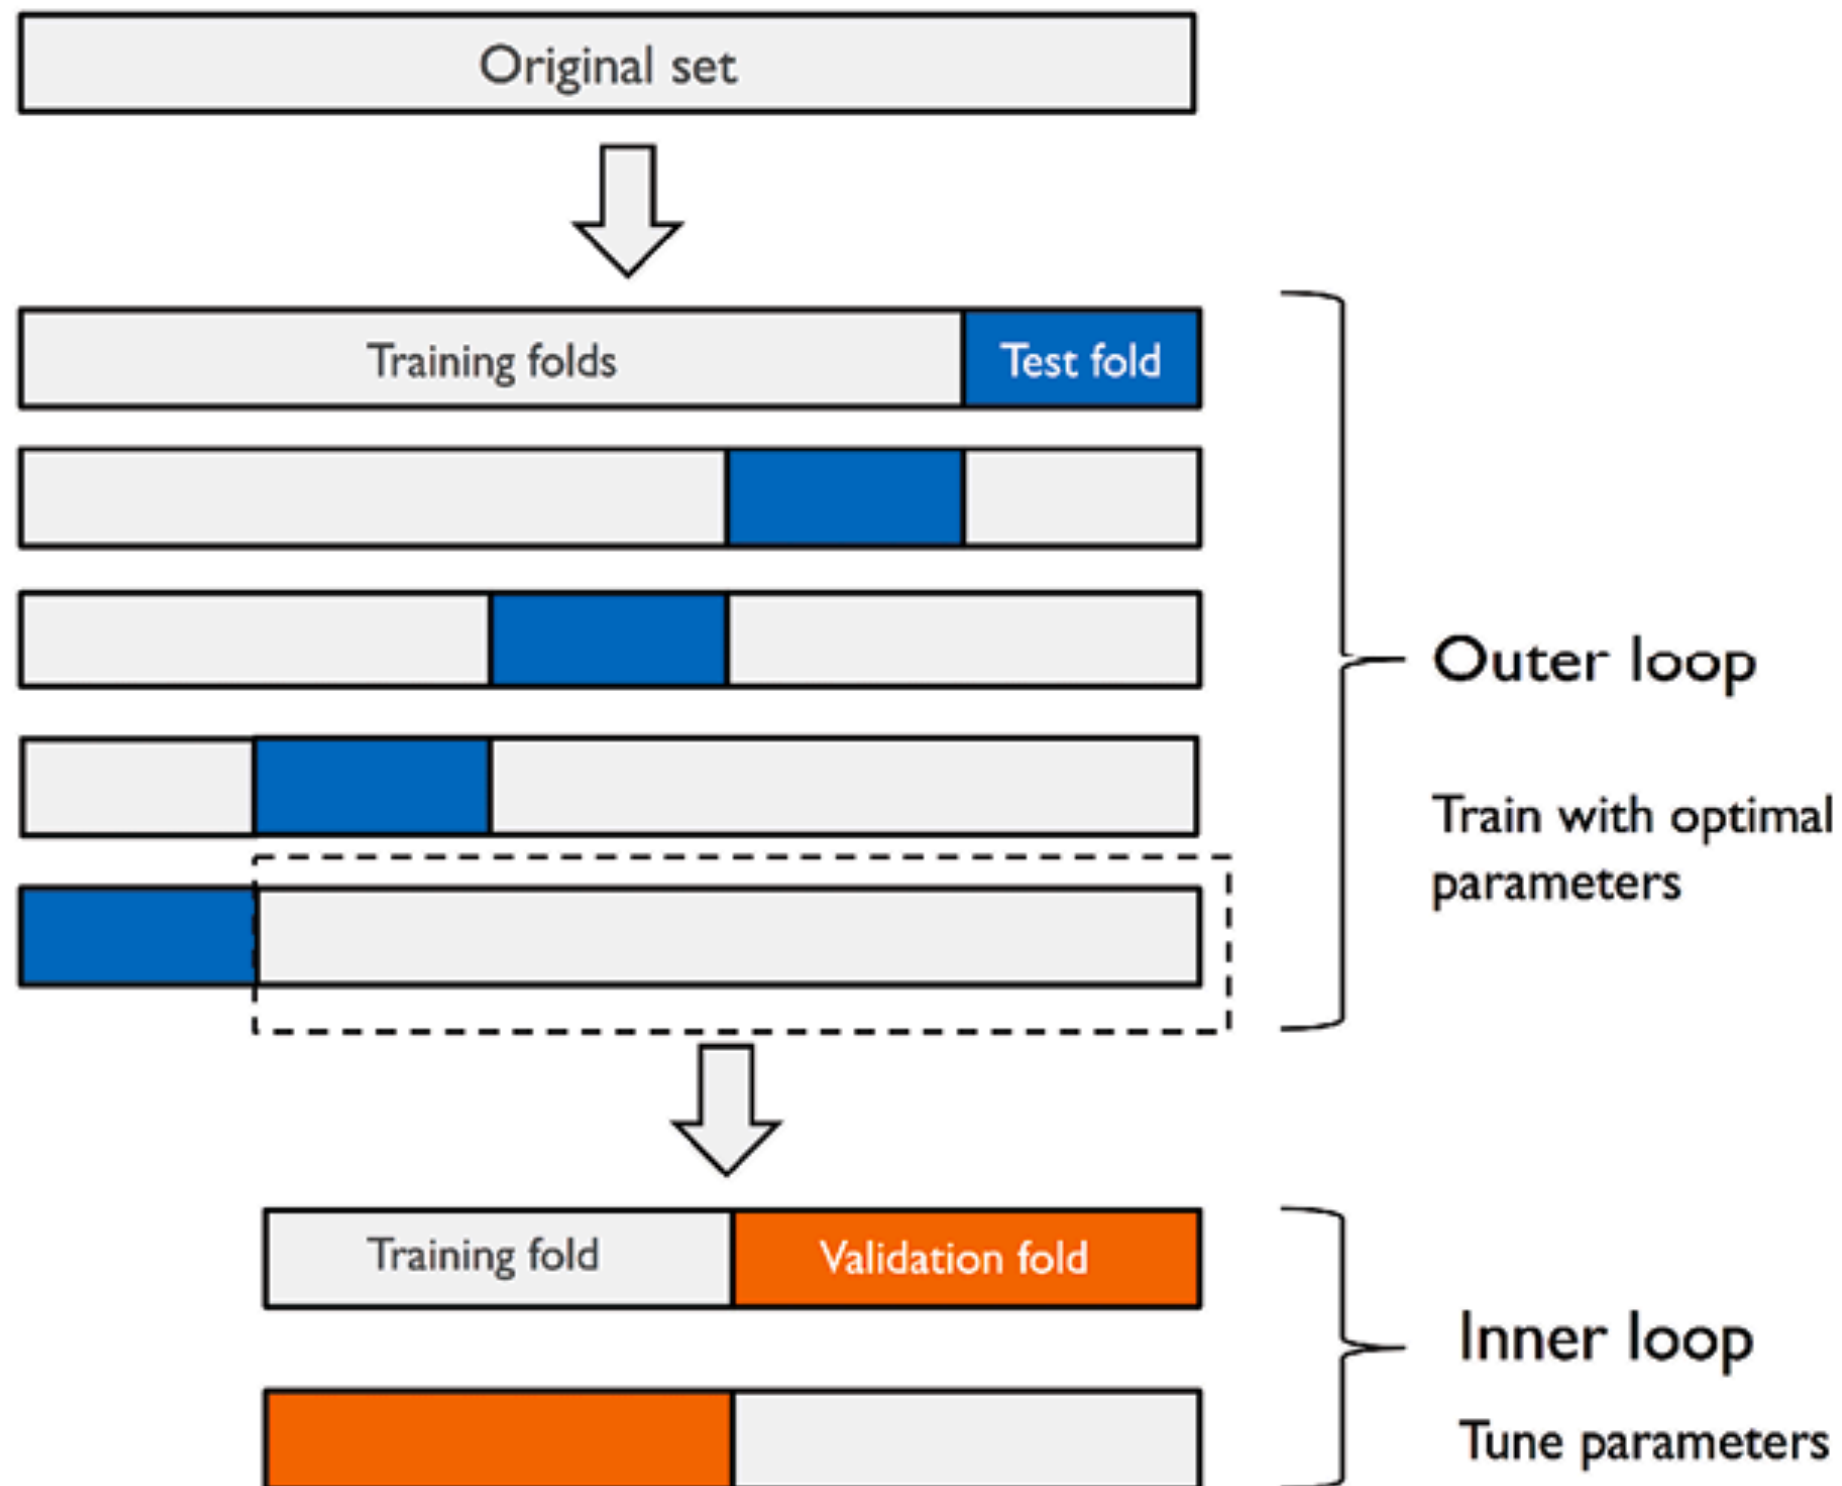 Original set
Training folds
Test fold
Outer loop
Train with optimal
parameters
Training fold
Validation fold
Inner loop
Tune parameters